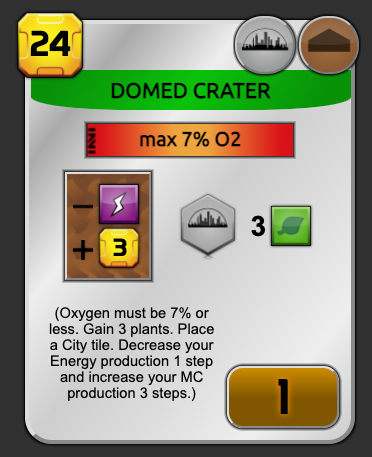 24
DOMED CRATER
max 7% O2
−
+ 3
3
(Oxygen must be 7% or
less. Gain 3 plants. Place
a City tile. Decrease your
Energy production 1 step
and increase your MC
production 3 steps.)
1